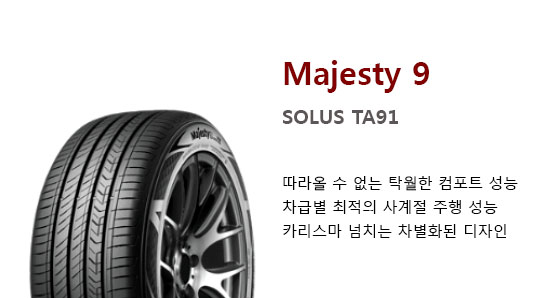 Majesty 9
SOLUS TA91
따라올 수 없는 탁월한 컴포트 성능
차급별 최적의 사계절 주행 성능
카리스마 넘치는 차별화된 디자인
Majesty